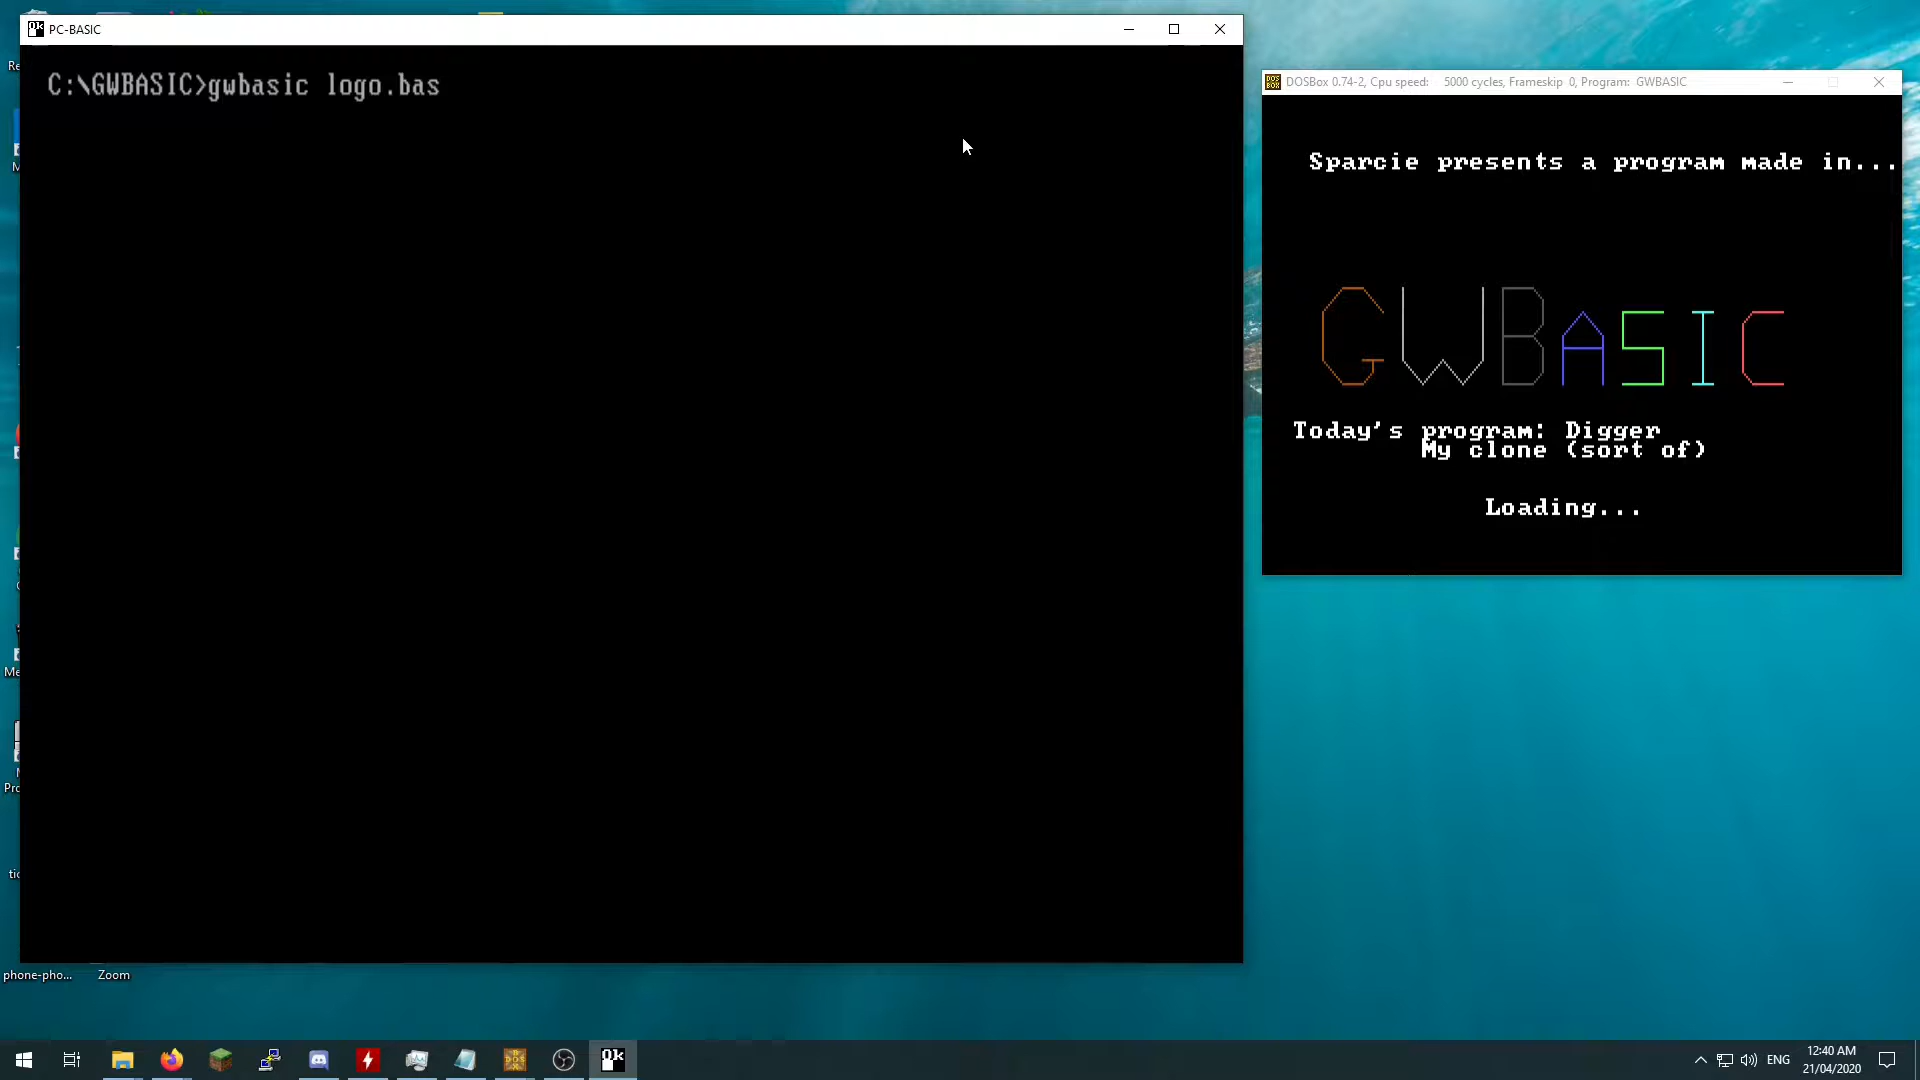 PC-BASIC
C:\GWBASIC>gwbasic logo.bas
DOSBox 0.74-2, Cpu speed: 5000 cycles, Frameskip 0, Program: GWBASIC
Sparcie presents a program made in...
GWBASIC
Today's program: Digger
My clone (sort of)
Loading...
phone-pho...
Zoom
ENG
12:40 AM
21/04/2020